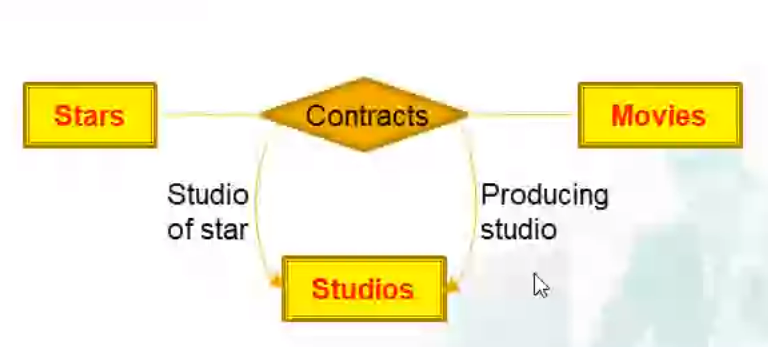 Stars
Contracts
Movies
Studio
of star
Producing
studio
Studios